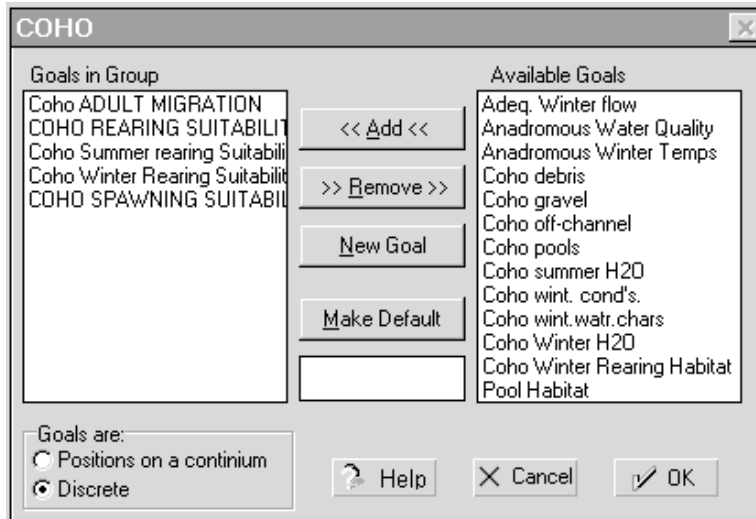 COHO
Goals in Group
Coho ADULT MIGRATION
COHO REARING SUITABILIT
Coho Summer rearing Suitabili
Coho Winter Rearing Suitabilit
COHO SPAWNING SUITABIL
<< Add <<
>> Remove >>
New Goal
Make Default
Available Goals
Adeq. Winter flow
Anadromous Water Quality
Anadromous Winter Temps
Coho debris
Coho gravel
Coho off-channel
Coho pools
Coho summer H2O
Coho wint. cond's.
Coho wint.watr.chars
Coho Winter H2O
Coho Winter Rearing Habitat
Pool Habitat
Goals are:
Positions on a continium
Discrete
Help
Cancel
OK